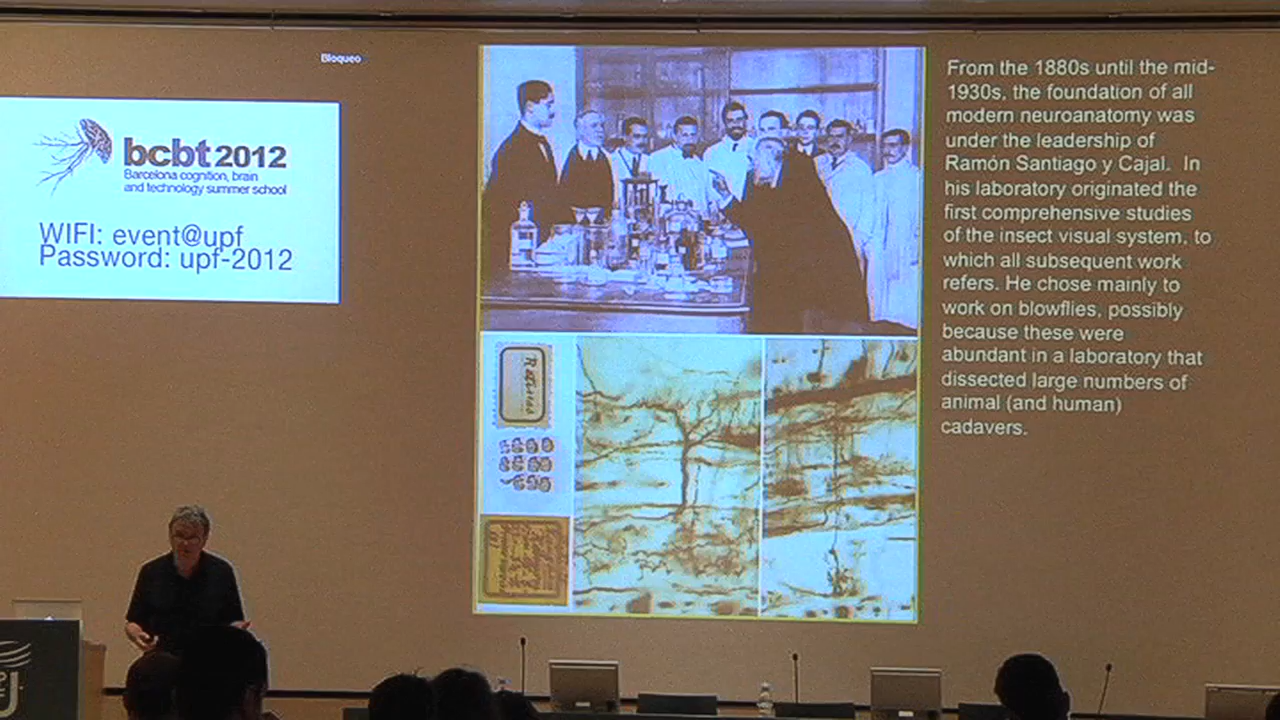 Bloqueo
bcbt2012
Barcelona cognition, brain
and technology summer school
WIFI: event@upf
Password: upf-2012
From the 1880s until the mid-
1930s, the foundation of all
modern neuroanatomy was
under the leadership of
Ramón Santiago y Cajal. In
his laboratory originated the
first comprehensive studies
of the insect visual system, to
which all subsequent work
refers. He chose mainly to
work on blowflies, possibly
because these were
abundant in a laboratory that
dissected large numbers of
animal (and human)
cadavers.